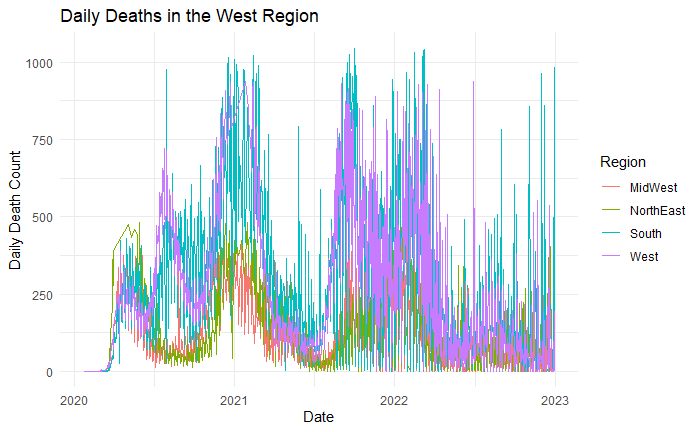 Daily Deaths in the West Region
Daily Death Count
1000
750
500
250
0
2020
2021
2022
2023
Date
Region
MidWest
NorthEast
South
West